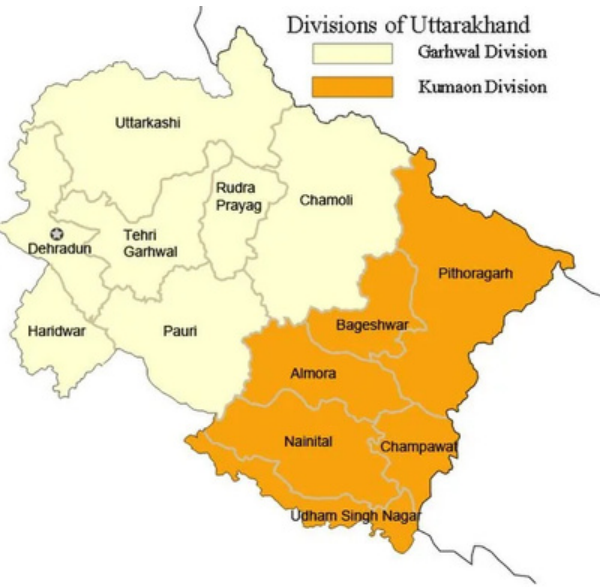 Divisions of Uttarakhand
Garhwal Division
Kumaon Division
Uttarkashi
Rudra
Prayag
Chamoli
Dehradun
Tehri
Garhwal
Pithoragarh
Haridwar
Pauri
Bageshwar
Almora
Nainital
Champawat
Udham Singh Nagar